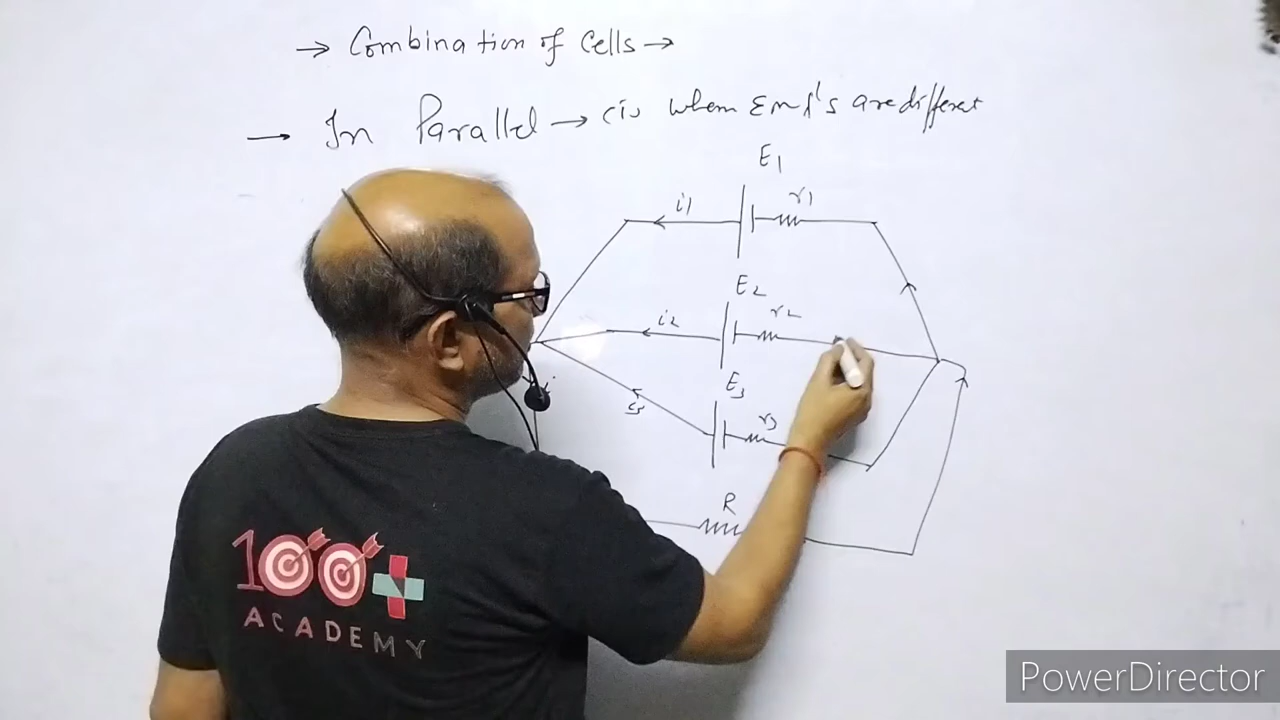 → Combination of Cells →
→ In Parallel → (i) when Emf's are different
E1
i1 r1
E2
i2 r2
E3
i
i3 r3
R
100+
ACADEMY
PowerDirector